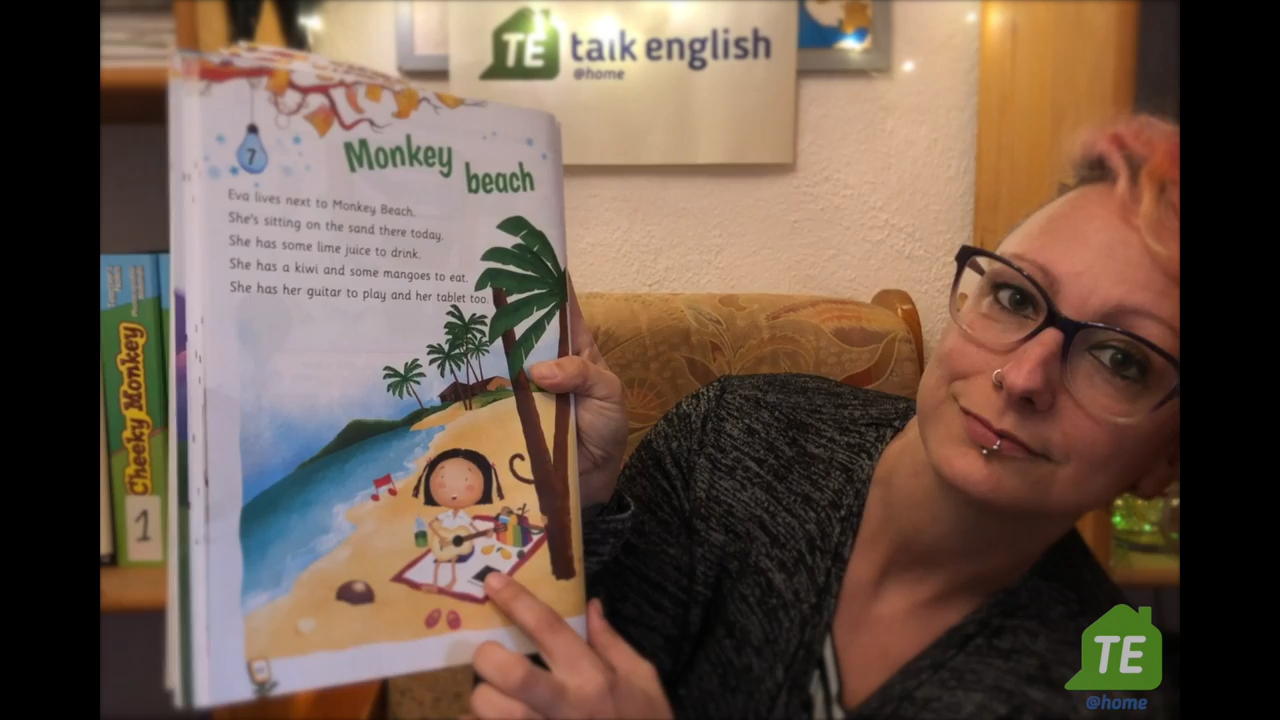 TE talk english
@home
7
Monkey
beach
Eva lives next to Monkey Beach.
She's sitting on the sand there today.
She has some lime juice to drink.
She has a kiwi and some mangoes to eat.
She has her guitar to play and her tablet too.
Cheeky Monkey
1
TE
@home